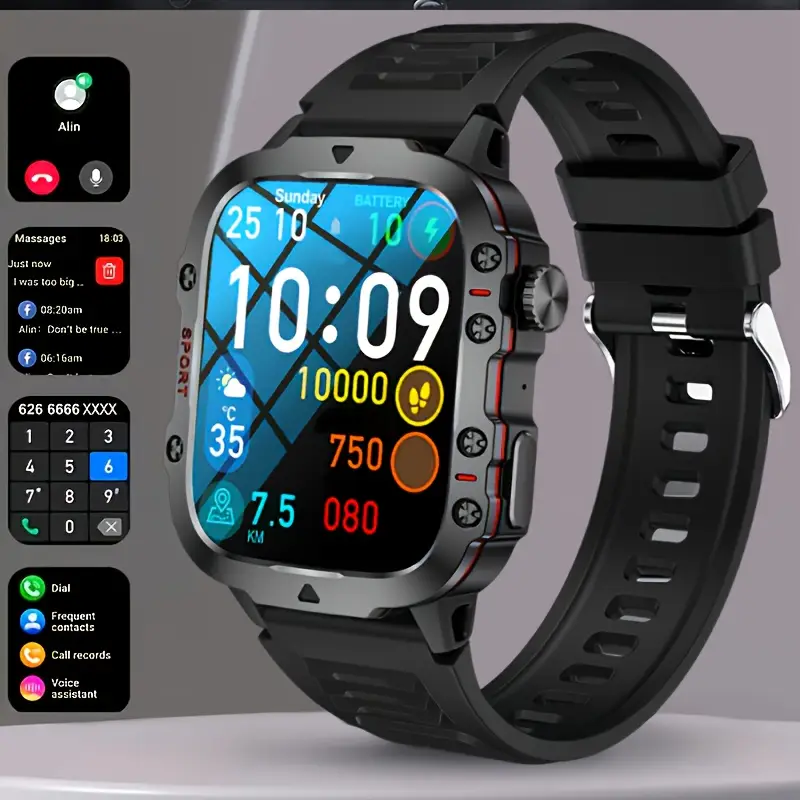 Alin
Massages 18:03
Just now
I was too big ..
08:20am
Alin: Don't be true ...
06:16am
626 6666 XXXX
1 2 3
4 5 6
7* 8 9#
0
Dial
Frequent
contacts
Call records
Voice
assistant
Sunday
BATTERY
25 10 10
10:09
SPORT
10000
°C
35
750
7.5 080
KM